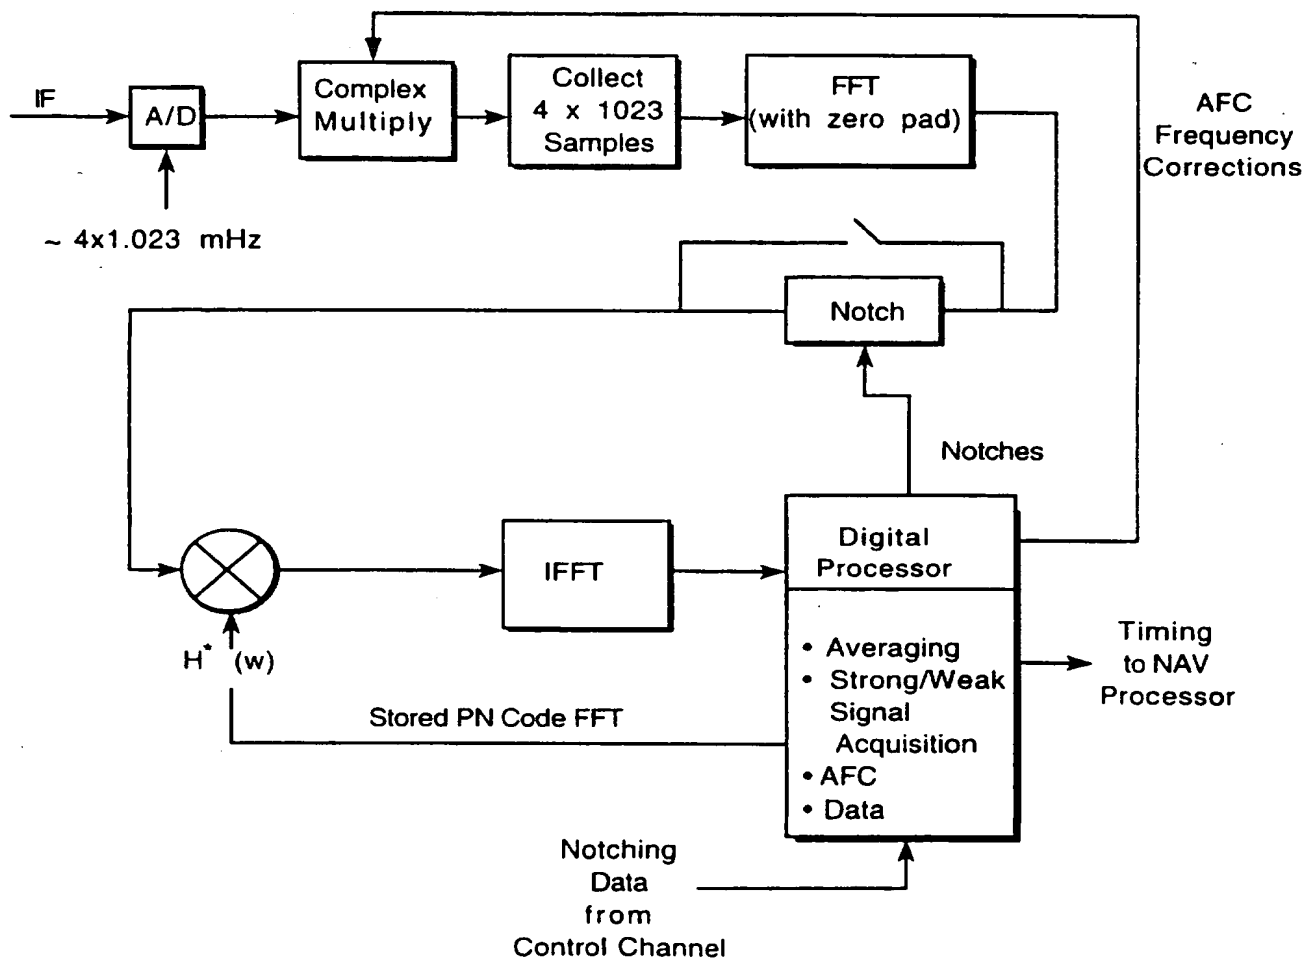 IF
A/D
~ 4x1.023 mHz
Complex
Multiply
Collect
4 x 1023
Samples
FFT
(with zero pad)
AFC
Frequency
Corrections
Notch
Notches
H* (w)
IFFT
Stored PN Code FFT
Digital
Processor
• Averaging
• Strong/Weak
Signal
Acquisition
• AFC
• Data
Timing
to NAV
Processor
Notching
Data
from
Control Channel